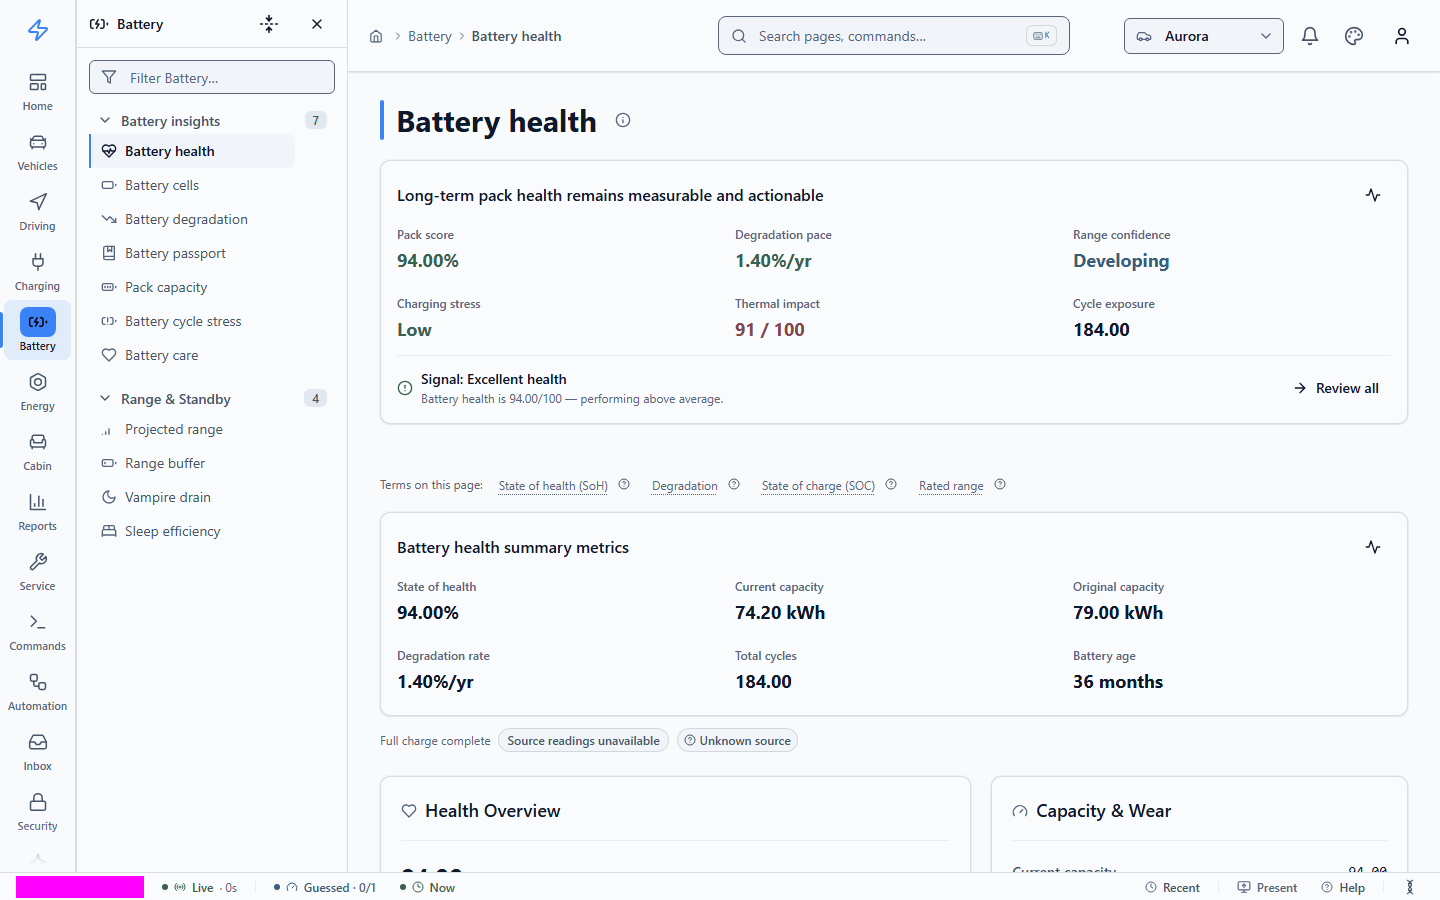 Home
Vehicles
Driving
Charging
Battery
Energy
Cabin
Reports
Service
Commands
Automation
Inbox
Security
Battery
Filter Battery...
Battery insights 7
Battery health
Battery cells
Battery degradation
Battery passport
Pack capacity
Battery cycle stress
Battery care
Range & Standby 4
Projected range
Range buffer
Vampire drain
Sleep efficiency
Battery Battery health
Search pages, commands... K
Aurora
Battery health
Long-term pack health remains measurable and actionable
Pack score Degradation pace Range confidence
94.00% 1.40%/yr Developing
Charging stress Thermal impact Cycle exposure
Low 91 / 100 184.00
Signal: Excellent health
Battery health is 94.00/100 — performing above average.
Review all
Terms on this page: State of health (SoH) Degradation State of charge (SOC) Rated range
Battery health summary metrics
State of health Current capacity Original capacity
94.00% 74.20 kWh 79.00 kWh
Degradation rate Total cycles Battery age
1.40%/yr 184.00 36 months
Full charge complete Source readings unavailable Unknown source
Health Overview
94.00
Capacity & Wear
Current capacity 94.00
Live · 0s Guessed · 0/1 Now
Recent Present Help